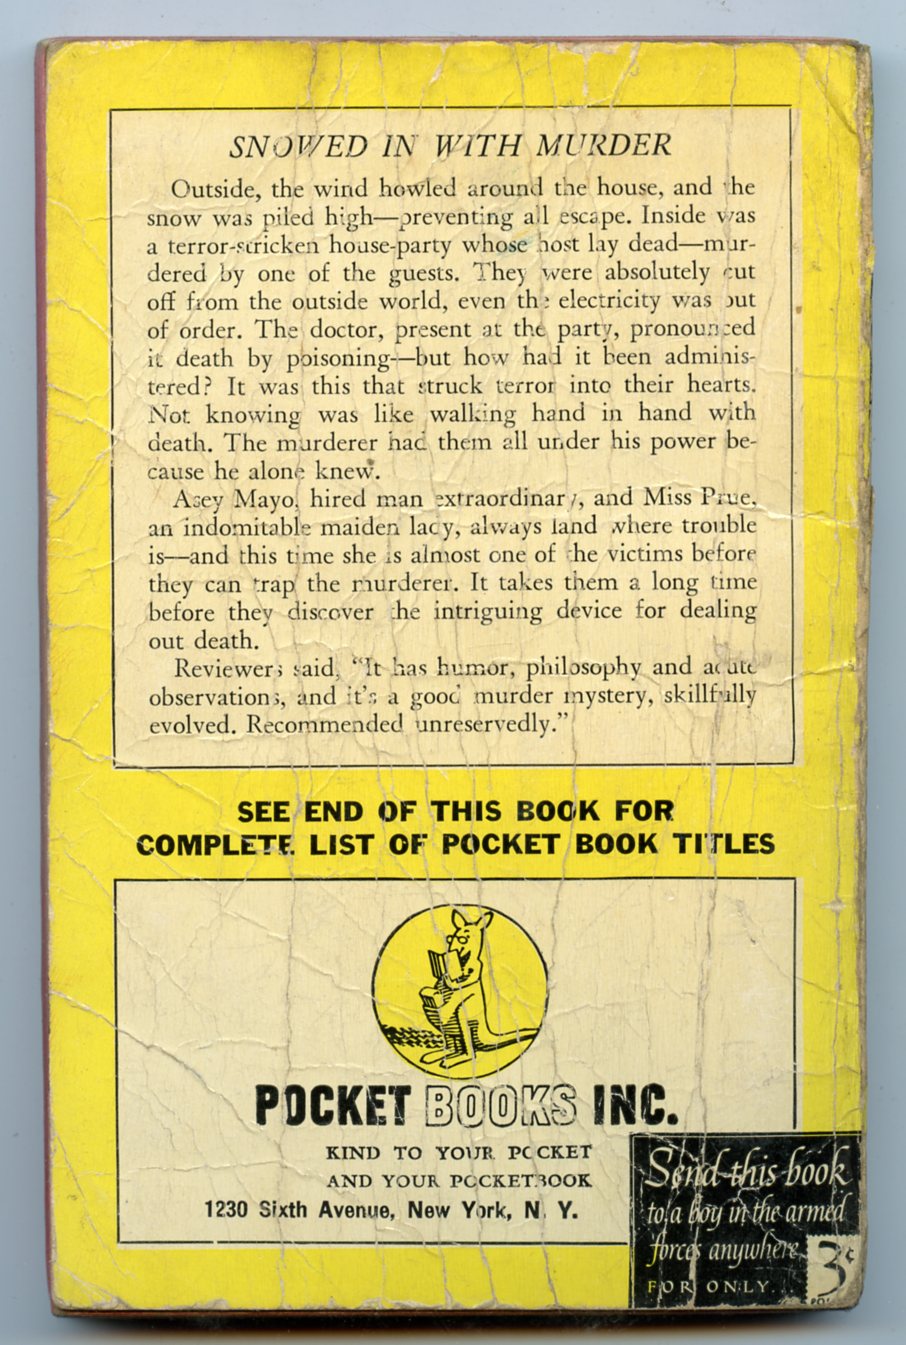 SNOWED IN WITH MURDER
Outside, the wind howled around the house, and the
snow was piled high—preventing all escape. Inside was
a terror-stricken house-party whose host lay dead—mur-
dered by one of the guests. They were absolutely cut
off from the outside world, even the electricity was out
of order. The doctor, present at the party, pronounced
it death by poisoning—but how had it been adminis-
tered? It was this that struck terror into their hearts.
Not knowing was like walking hand in hand with
death. The murderer had them all under his power be-
cause he alone knew.
Asey Mayo, hired man extraordinary, and Miss Prue,
an indomitable maiden lady, always land where trouble
is—and this time she is almost one of the victims before
they can trap the murderer. It takes them a long time
before they discover the intriguing device for dealing
out death.
Reviewers said, “It has humor, philosophy and acute
observations, and it's a good murder mystery, skillfully
evolved. Recommended unreservedly.”
SEE END OF THIS BOOK FOR
COMPLETE LIST OF POCKET BOOK TITLES
POCKET BOOKS INC.
KIND TO YOUR POCKET
AND YOUR POCKETBOOK
1230 Sixth Avenue, New York, N. Y.
Send this book
to a boy in the armed
forces anywhere
FOR ONLY 3¢